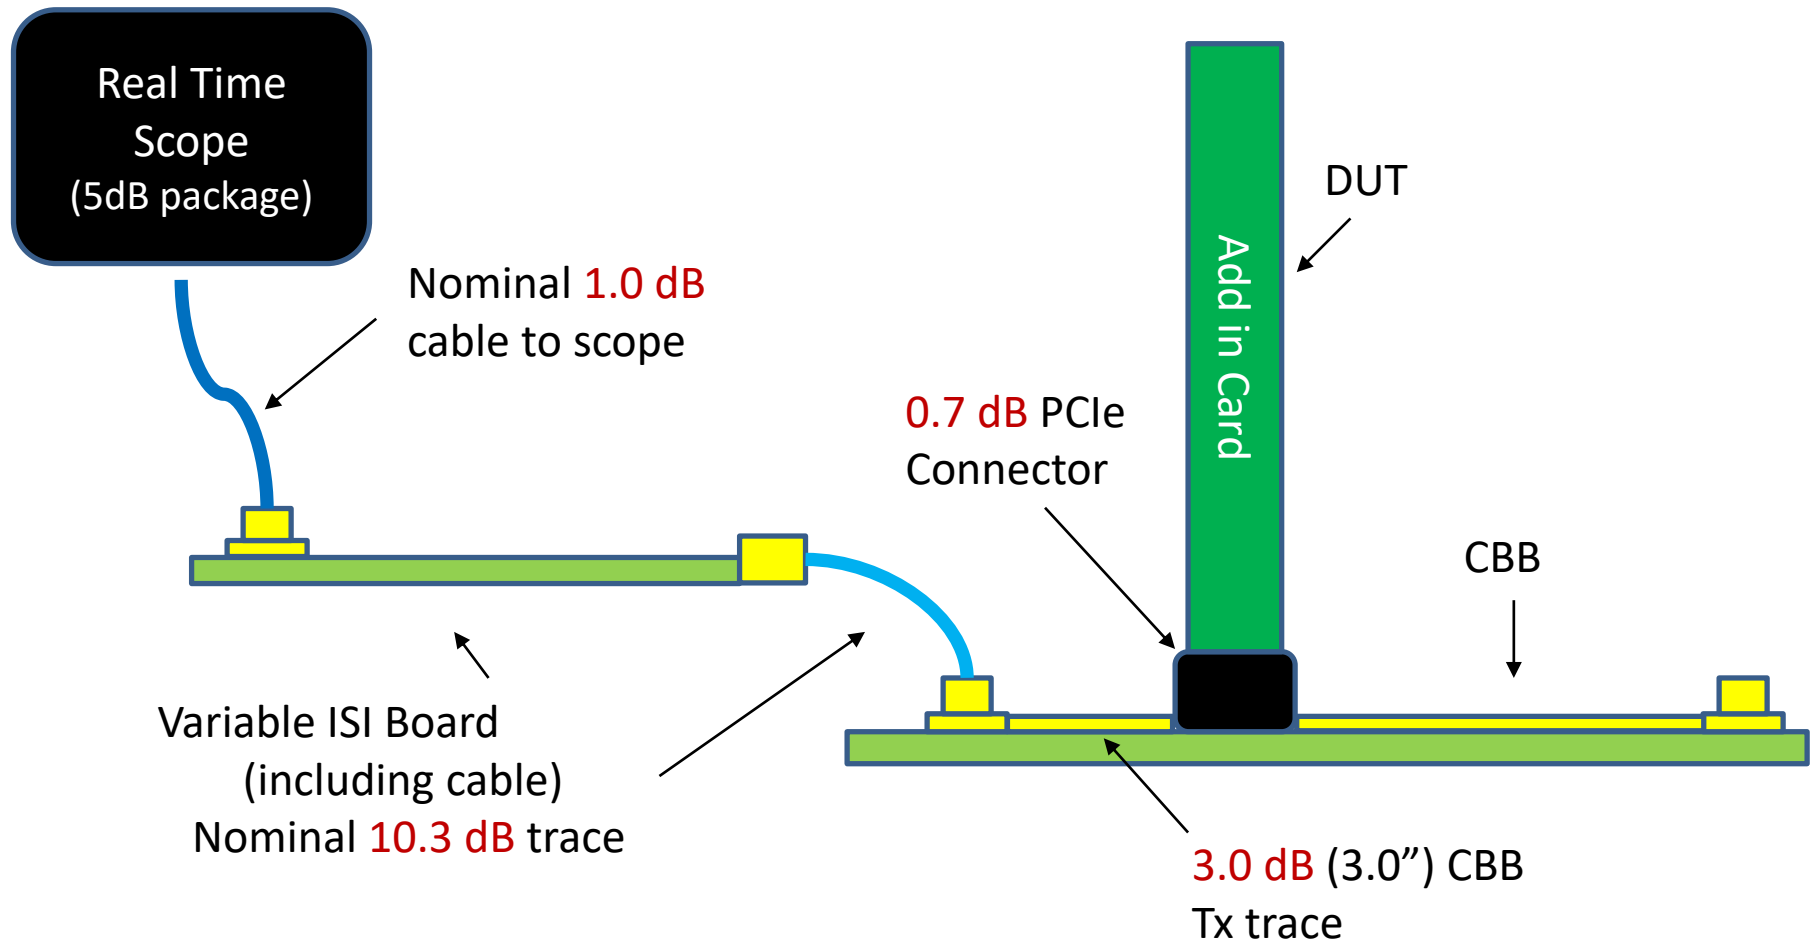 Real Time
Scope
(5dB package)
DUT
Nominal 1.0 dB
cable to scope
Add in Card
0.7 dB PCIe
Connector
CBB
Variable ISI Board
(including cable)
Nominal 10.3 dB trace
3.0 dB (3.0”) CBB
Tx trace